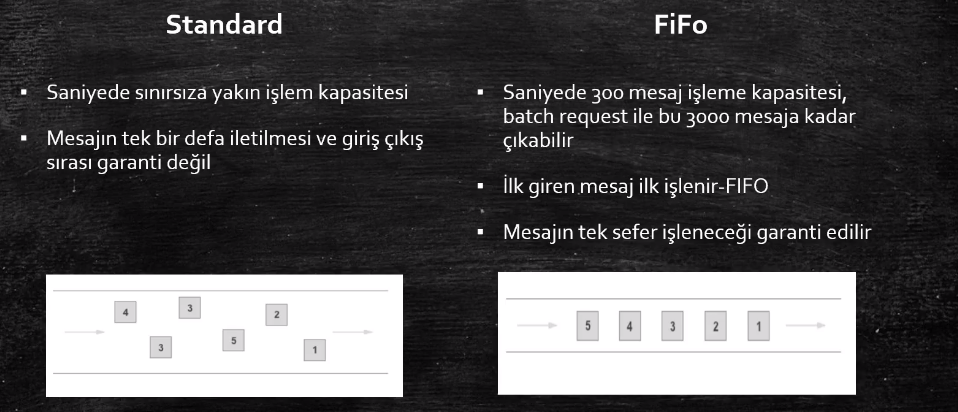 Standard
▪ Saniyede sınırsıza yakın işlem kapasitesi
▪ Mesajın tek bir defa iletilmesi ve giriş çıkış
sırası garanti değil
4
3
2
3
5
1
FiFo
▪ Saniyede 300 mesaj işleme kapasitesi,
batch request ile bu 3000 mesaja kadar
çıkabilir
▪ İlk giren mesaj ilk işlenir-FIFO
▪ Mesajın tek sefer işleneceği garanti edilir
5 4 3 2 1